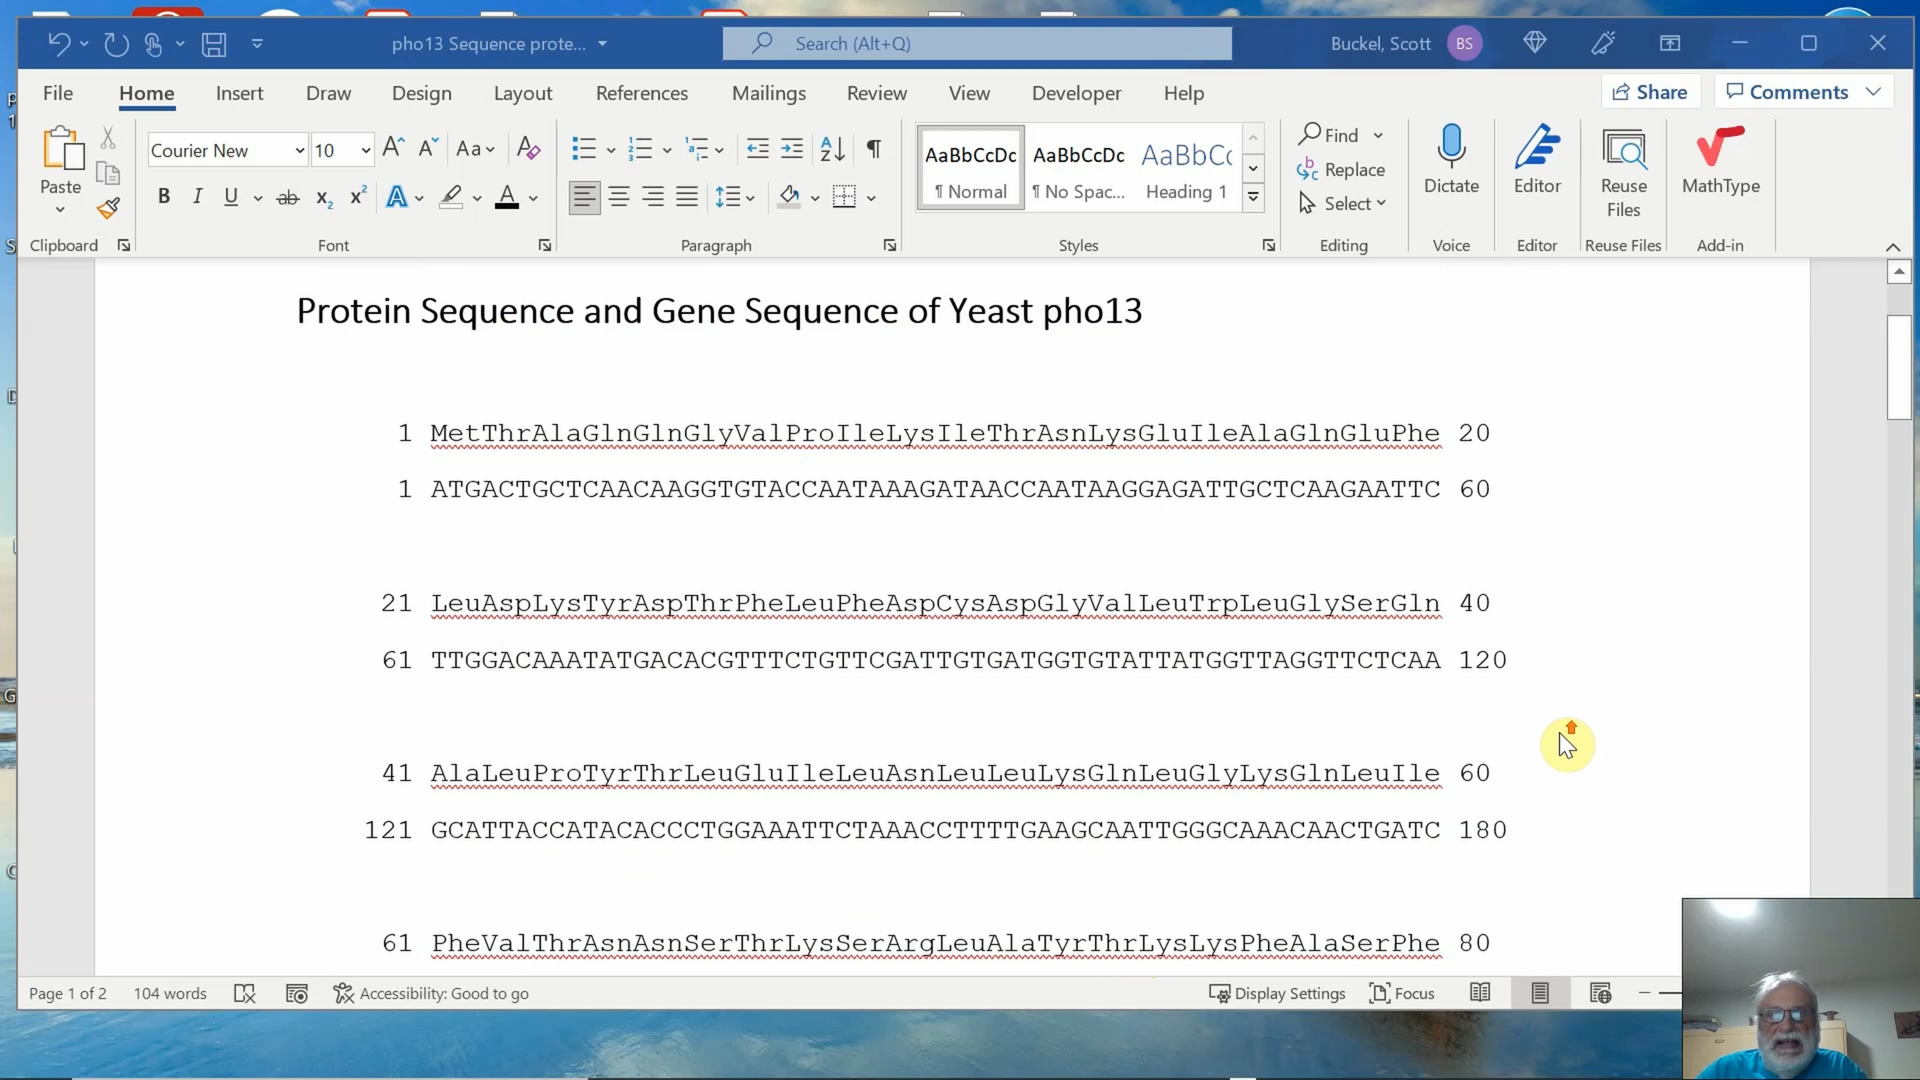 pho13 Sequence prote...
Search (Alt+Q)
Buckel, Scott
BS
File
Home
Insert
Draw
Design
Layout
References
Mailings
Review
View
Developer
Help
Share
Comments
Paste
Courier New
10
Aa
B
I
U
ab
AaBbCcDc
AaBbCcDc
AaBbCc
¶ Normal
¶ No Spac...
Heading 1
Find
Replace
Select
Dictate
Editor
Reuse
Files
MathType
Clipboard
Font
Paragraph
Styles
Editing
Voice
Editor
Reuse Files
Add-in
Protein Sequence and Gene Sequence of Yeast pho13
1 MetThrAlaGlnGlnGlyValProIleLysIleThrAsnLysGluIleAlaGlnGluPhe 20
1 ATGACTGCTCAACAAGGTGTACCAATAAAGATAACCAATAAGGAGATTGCTCAAGAATTC 60
21 LeuAspLysTyrAspThrPheLeuPheAspCysAspGlyValLeuTrpLeuGlySerGln 40
61 TTGGACAAATATGACACGTTTCTGTTCGATTGTGATGGTGTATTATGGTTAGGTTCTCAA 120
41 AlaLeuProTyrThrLeuGluIleLeuAsnLeuLeuLysGlnLeuGlyLysGlnLeuIle 60
121 GCATTACCATACACCCTGGAAATTCTAAACCTTTTGAAGCAATTGGGCAAACAACTGATC 180
61 PheValThrAsnAsnSerThrLysSerArgLeuAlaTyrThrLysLysPheAlaSerPhe 80
Page 1 of 2
104 words
Accessibility: Good to go
Display Settings
Focus